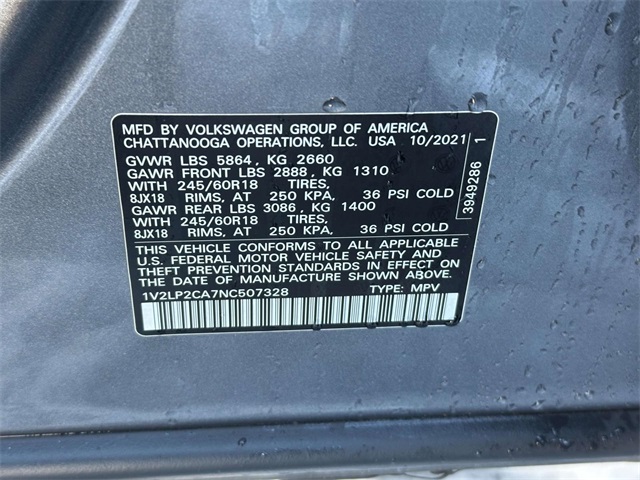 MFD BY VOLKSWAGEN GROUP OF AMERICA
CHATTANOOGA OPERATIONS, LLC. USA 10/2021
GVWR LBS 5864, KG 2660
GAWR FRONT LBS 2888, KG 1310
WITH 245/60R18 TIRES,
8JX18 RIMS, AT 250 KPA, 36 PSI COLD
GAWR REAR LBS 3086, KG 1400
WITH 245/60R18 TIRES,
8JX18 RIMS, AT 250 KPA, 36 PSI COLD
THIS VEHICLE CONFORMS TO ALL APPLICABLE
U.S. FEDERAL MOTOR VEHICLE SAFETY AND
THEFT PREVENTION STANDARDS IN EFFECT ON
THE DATE OF MANUFACTURE SHOWN ABOVE.
1V2LP2CA7NC507328 TYPE: MPV
3949286 1